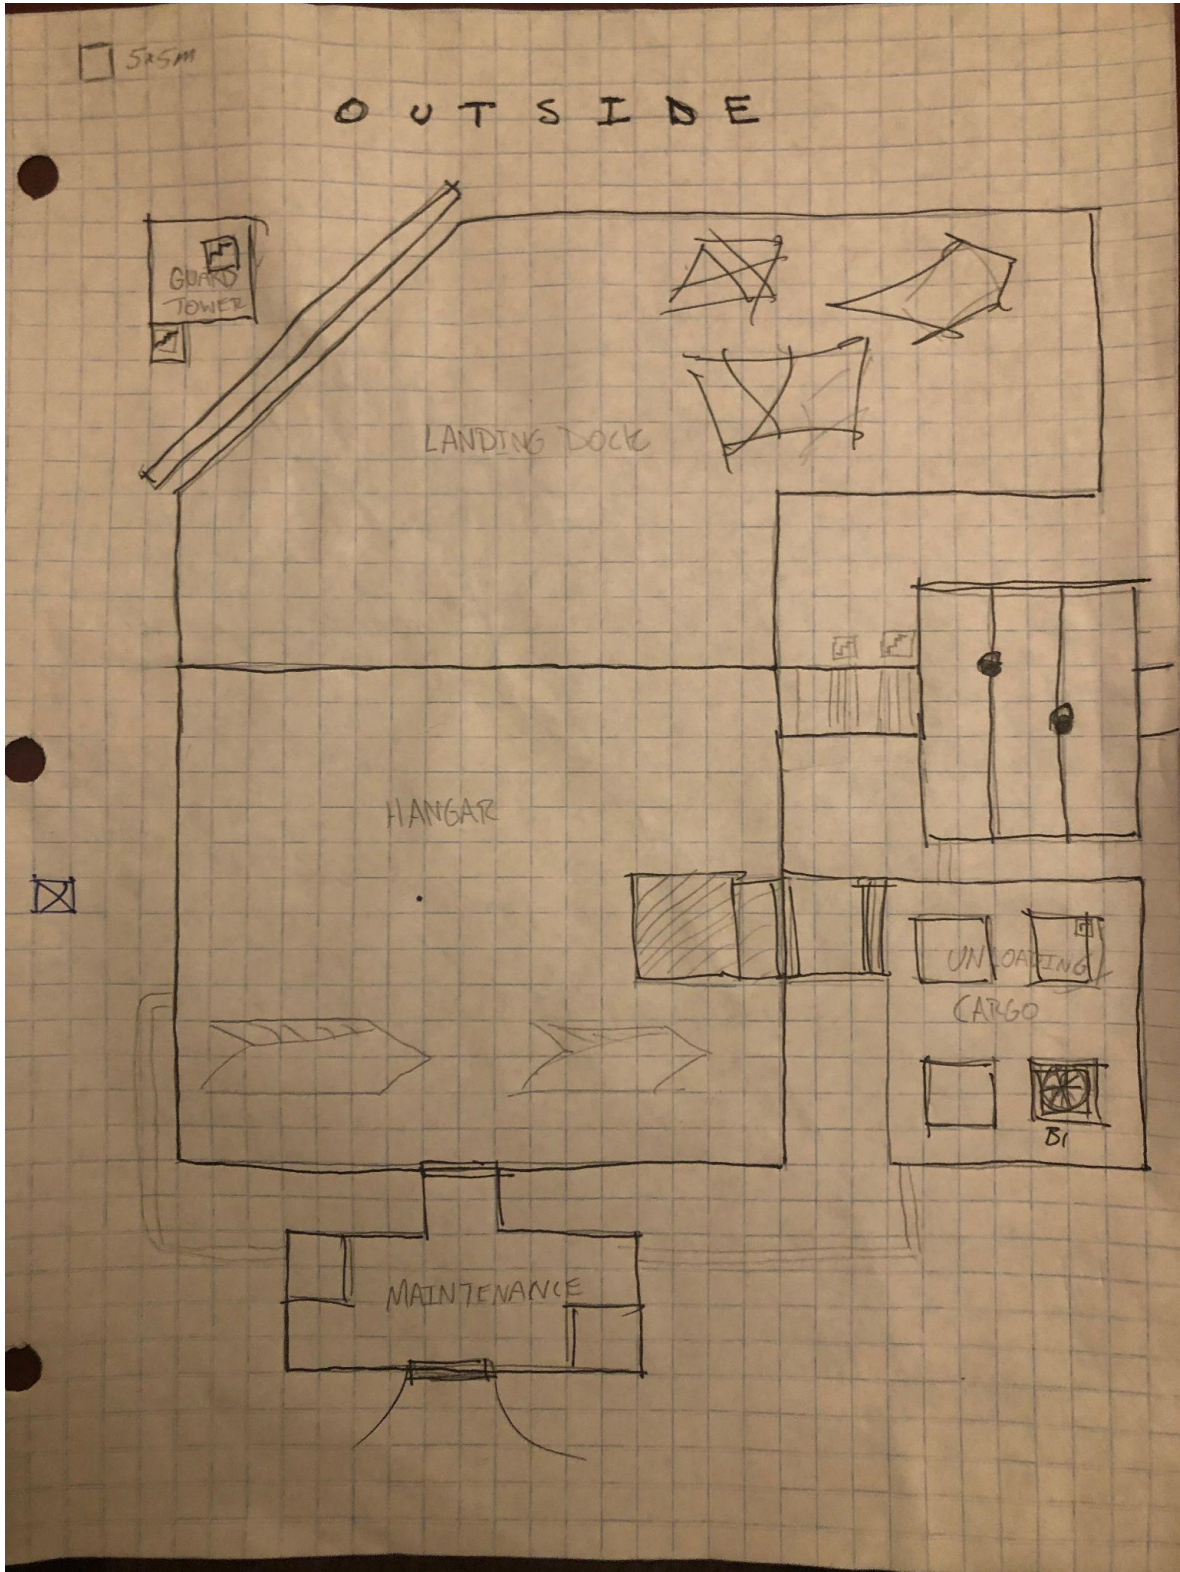 5x5m
OUTSIDE
GUARD
TOWER
LANDING DOCK
HANGAR
UNLOADING
CARGO
B1
MAINTENANCE